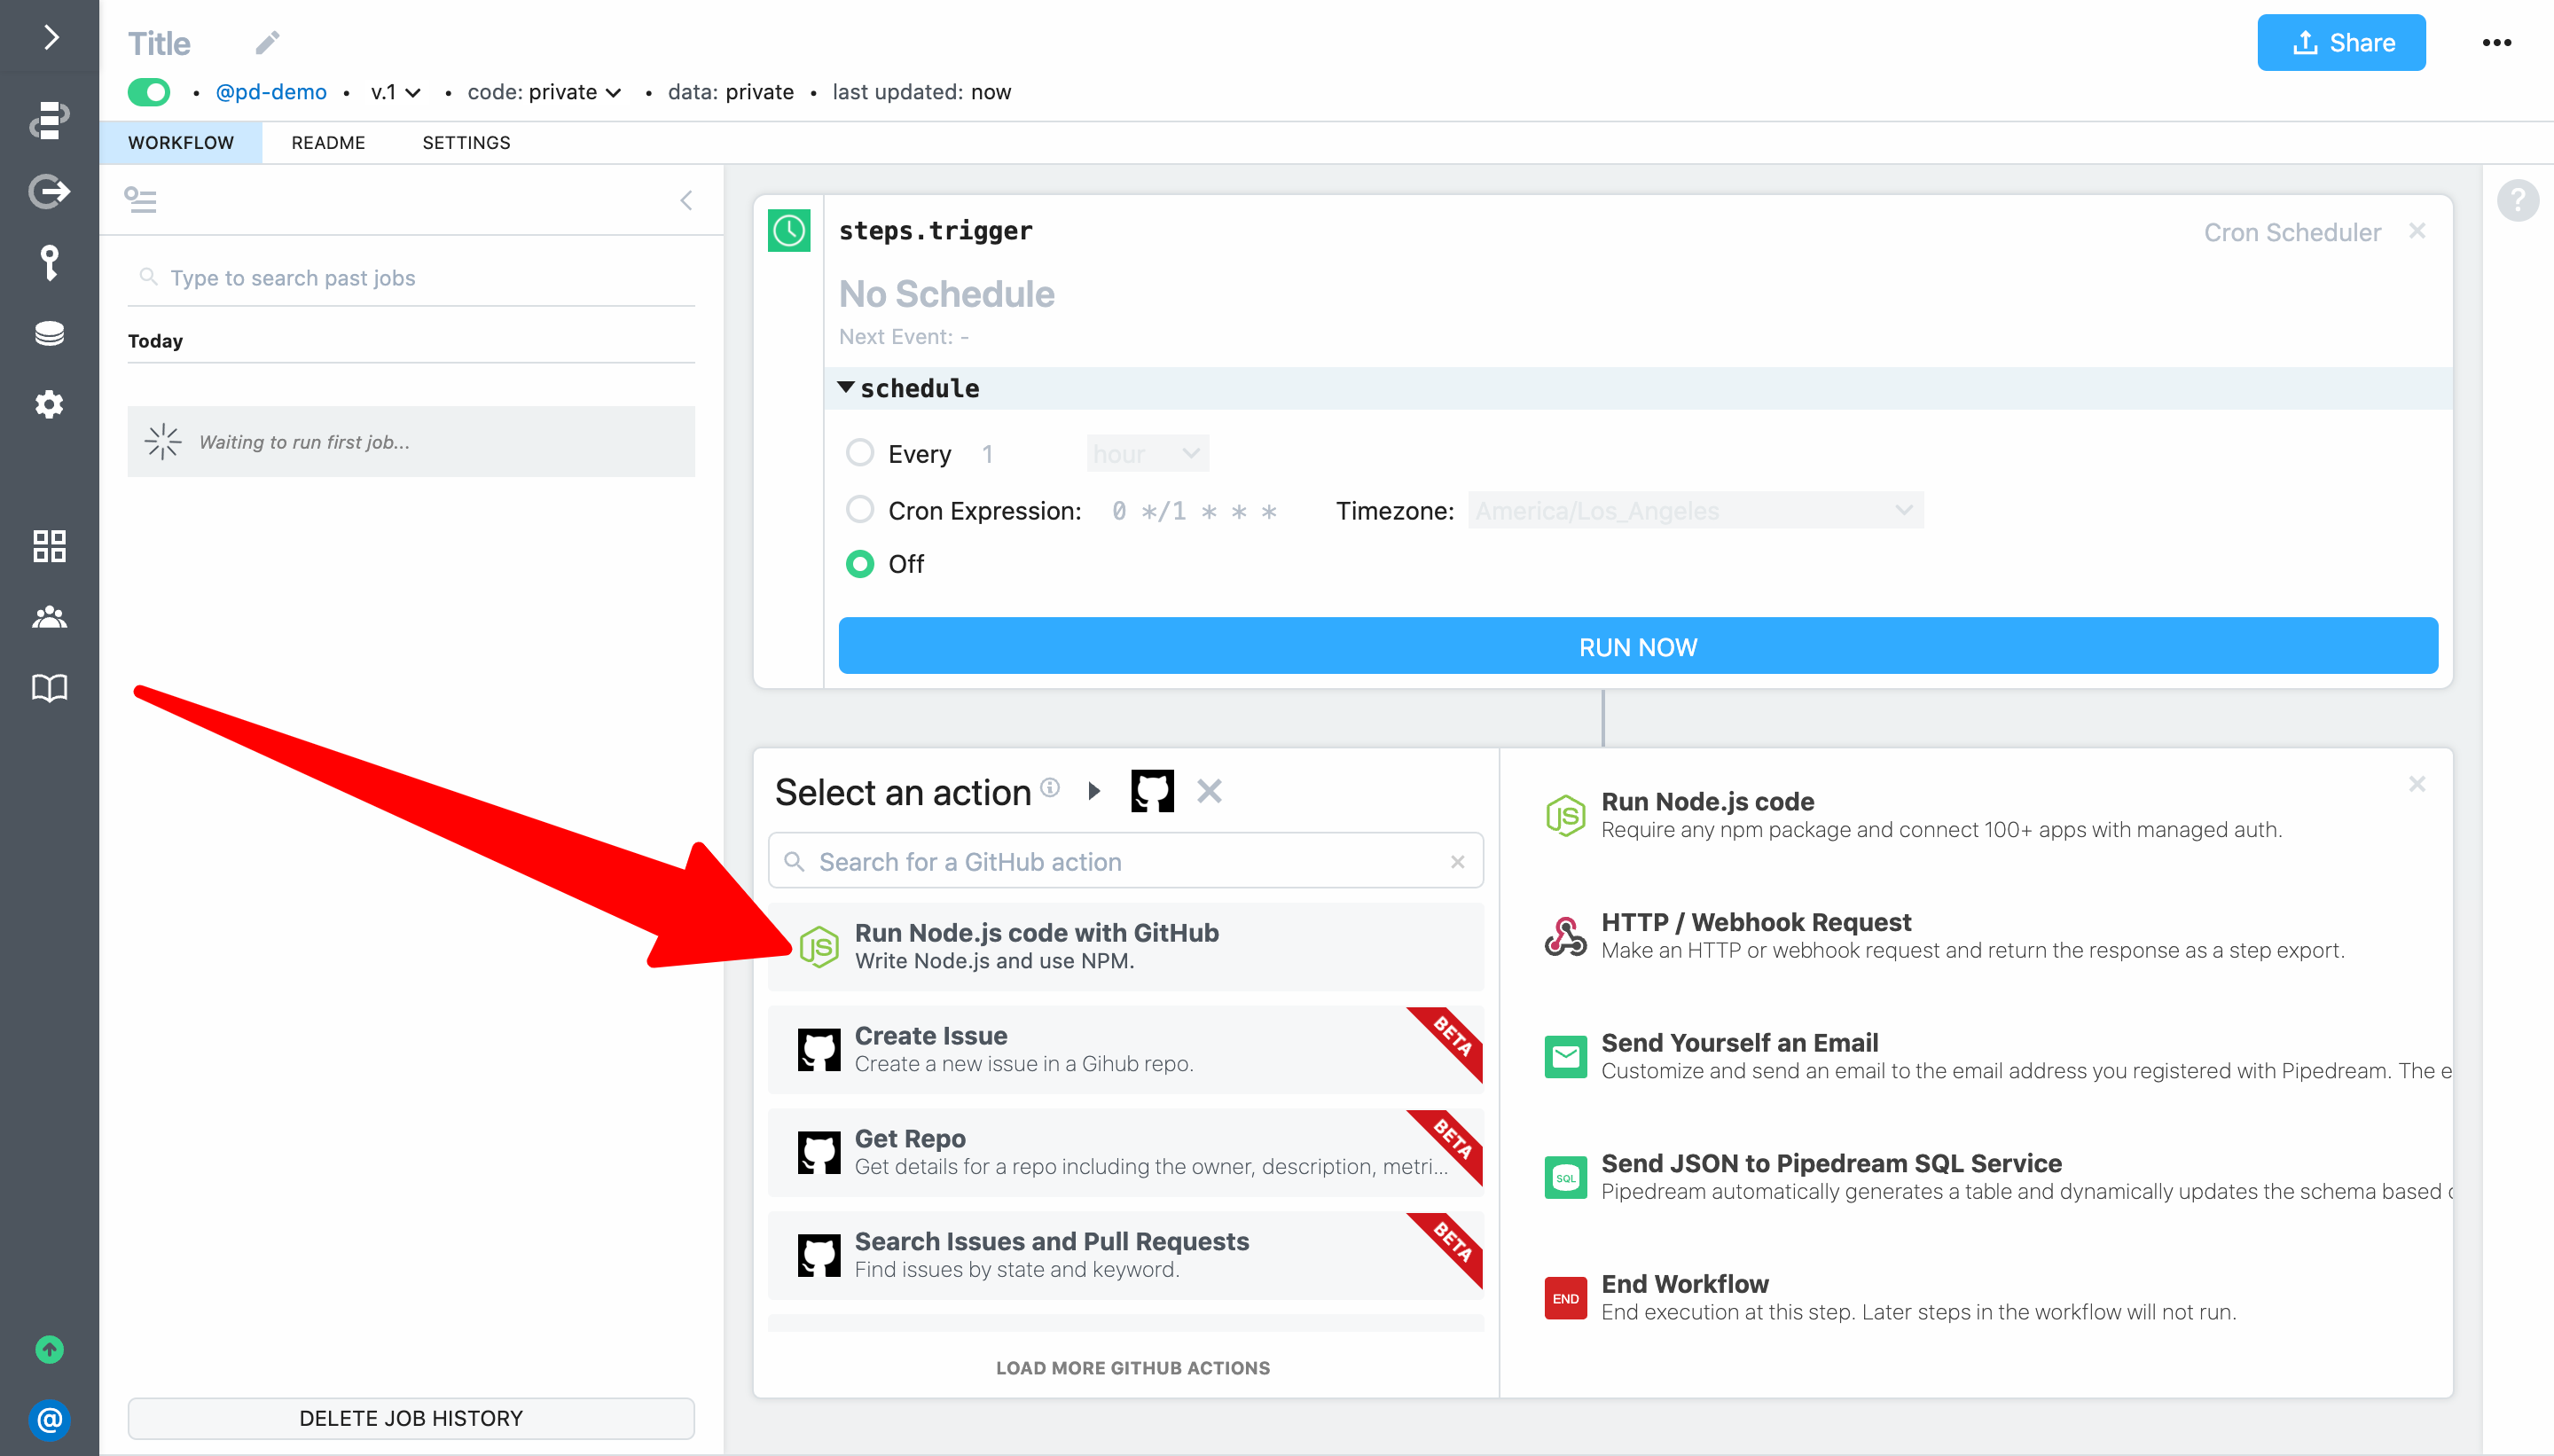 Title
Share
• @pd-demo • v.1 • code: private • data: private • last updated: now
WORKFLOW README SETTINGS
Type to search past jobs
Today
Waiting to run first job...
DELETE JOB HISTORY
steps.trigger
Cron Scheduler
No Schedule
Next Event: -
schedule
Every 1 hour
Cron Expression: 0 */1 * * * Timezone: America/Los_Angeles
Off
RUN NOW
Select an action
Search for a GitHub action
JS
Run Node.js code with GitHub
Write Node.js and use NPM.
Create Issue
Create a new issue in a Gihub repo.
BETA
Get Repo
Get details for a repo including the owner, description, metri...
BETA
Search Issues and Pull Requests
Find issues by state and keyword.
BETA
LOAD MORE GITHUB ACTIONS
JS
Run Node.js code
Require any npm package and connect 100+ apps with managed auth.
HTTP / Webhook Request
Make an HTTP or webhook request and return the response as a step export.
Send Yourself an Email
Customize and send an email to the email address you registered with Pipedream. The e
SQL
Send JSON to Pipedream SQL Service
Pipedream automatically generates a table and dynamically updates the schema based
END
End Workflow
End execution at this step. Later steps in the workflow will not run.